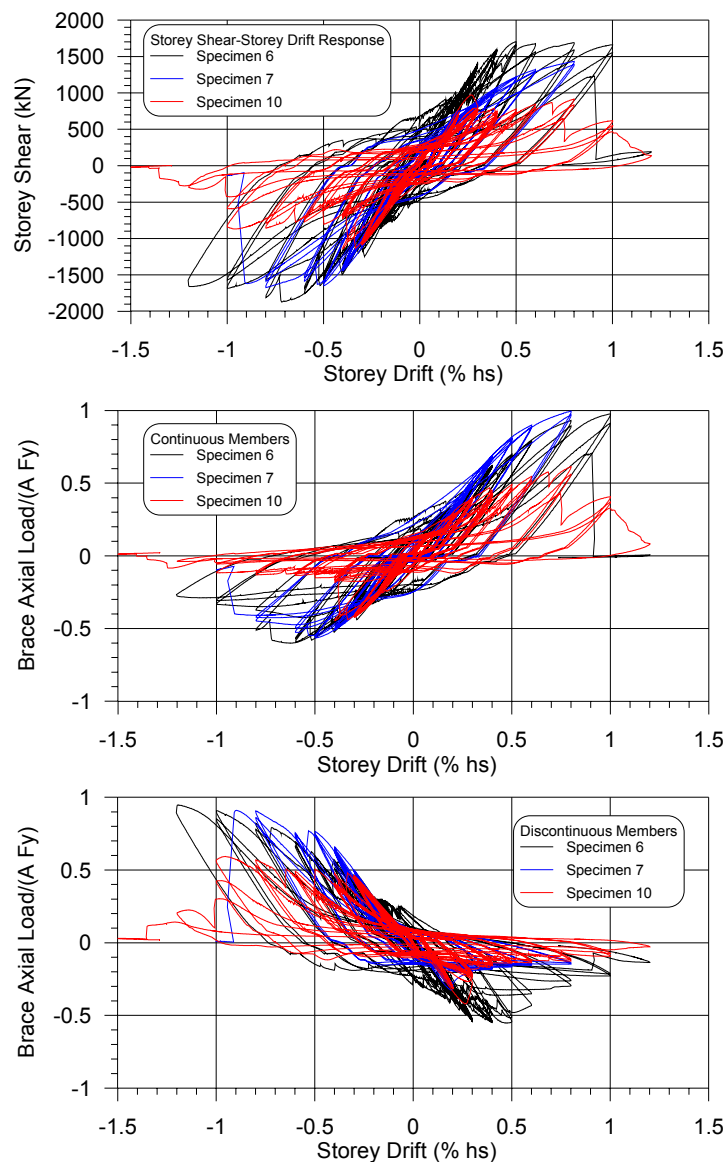 2000
1500
1000
500
0
-500
-1000
-1500
-2000
Storey Shear (kN)
Storey Shear-Storey Drift Response
Specimen 6
Specimen 7
Specimen 10
-1.5 -1 -0.5 0 0.5 1 1.5
Storey Drift (% hs)
1
0.5
0
-0.5
-1
Brace Axial Load/(A Fy)
Continuous Members
Specimen 6
Specimen 7
Specimen 10
-1.5 -1 -0.5 0 0.5 1 1.5
Storey Drift (% hs)
1
0.5
0
-0.5
-1
Brace Axial Load/(A Fy)
Discontinuous Members
Specimen 6
Specimen 7
Specimen 10
-1.5 -1 -0.5 0 0.5 1 1.5
Storey Drift (% hs)